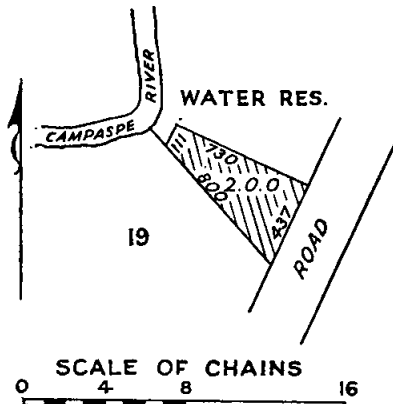 RIVER
CAMPASPE
WATER RES.
111
730
2.0.0
800
437
19
ROAD
SCALE OF CHAINS
0 4 8 16